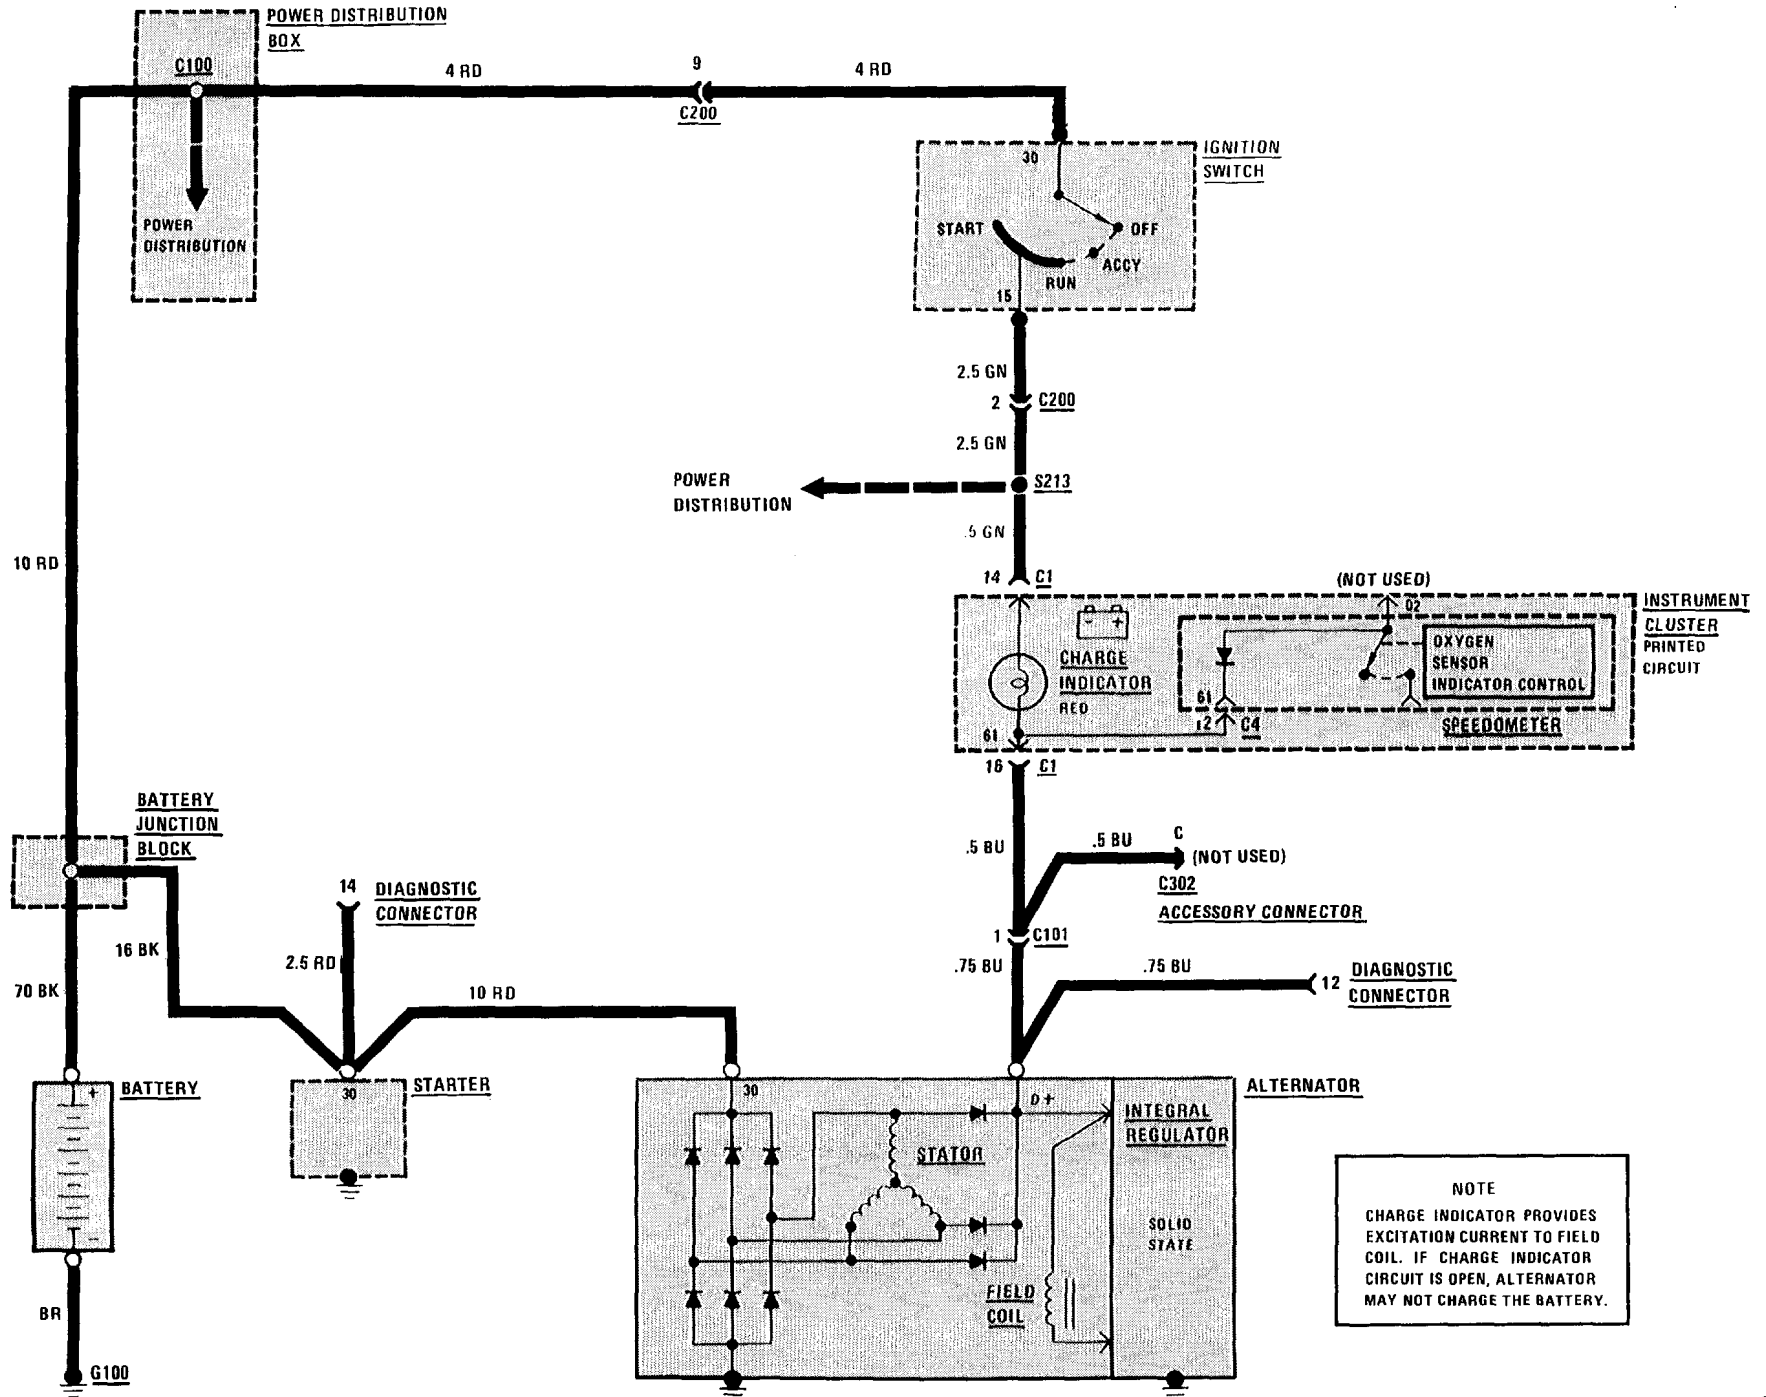 POWER DISTRIBUTION
BOX
C100
4 RD
9
4 RD
C200
30
IGNITION
SWITCH
POWER
DISTRIBUTION
START
OFF
ACCY
RUN
15
2.5 GN
2
C200
2.5 GN
POWER
DISTRIBUTION
S213
.5 GN
10 RD
14
C1
(NOT USED)
02
INSTRUMENT
CLUSTER
PRINTED
CIRCUIT
- +
CHARGE
INDICATOR
RED
OXYGEN
SENSOR
INDICATOR CONTROL
61
12
C4
SPEEDOMETER
61
16
C1
BATTERY
JUNCTION
BLOCK
.5 BU
.5 BU
C
(NOT USED)
C302
ACCESSORY CONNECTOR
14
DIAGNOSTIC
CONNECTOR
1
C101
16 BK
2.5 RD
.75 BU
.75 BU
12
DIAGNOSTIC
CONNECTOR
70 BK
10 RD
+
BATTERY
30
STARTER
30
D+
ALTERNATOR
INTEGRAL
REGULATOR
STATOR
SOLID
STATE
-
FIELD
COIL
BR
G100
NOTE
CHARGE INDICATOR PROVIDES
EXCITATION CURRENT TO FIELD
COIL. IF CHARGE INDICATOR
CIRCUIT IS OPEN, ALTERNATOR
MAY NOT CHARGE THE BATTERY.